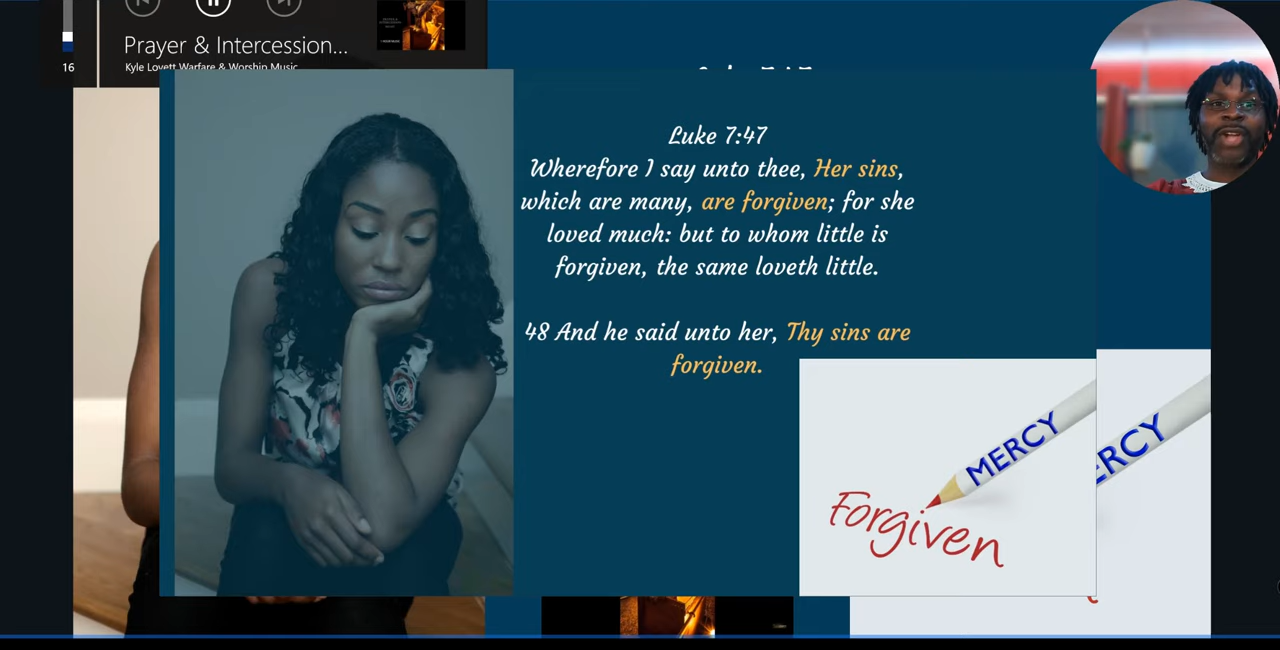 Prayer & Intercession...
Kyle Lovett Warfare & Worship Music
16
Luke 7:47
Wherefore I say unto thee, Her sins,
which are many, are forgiven; for she
loved much: but to whom little is
forgiven, the same loveth little.
48 And he said unto her, Thy sins are
forgiven.
MERCY
ERCY
Forgiven